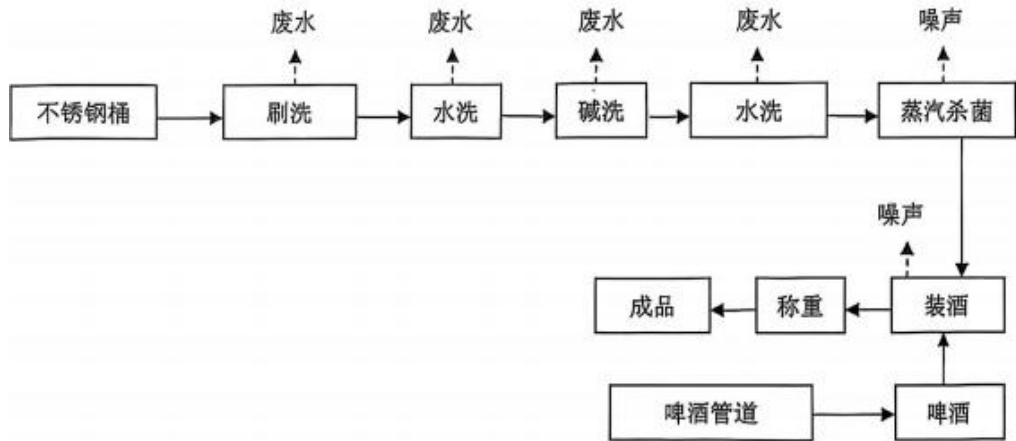 废水 废水 废水 废水 噪声
不锈钢桶 刷洗 水洗 碱洗 水洗 蒸汽杀菌
噪声
成品 称重 装酒
啤酒管道 啤酒